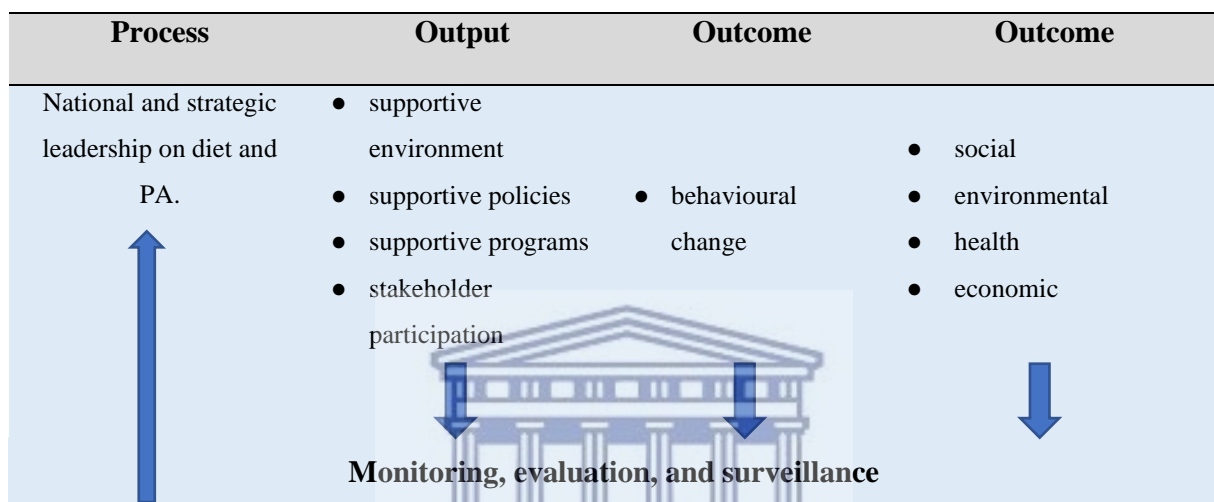 Process Output Outcome Outcome
National and strategic
leadership on diet and
PA.
● supportive
environment
● supportive policies
● supportive programs
● stakeholder
participation
● behavioural
change
● social
● environmental
● health
● economic
Monitoring, evaluation, and surveillance